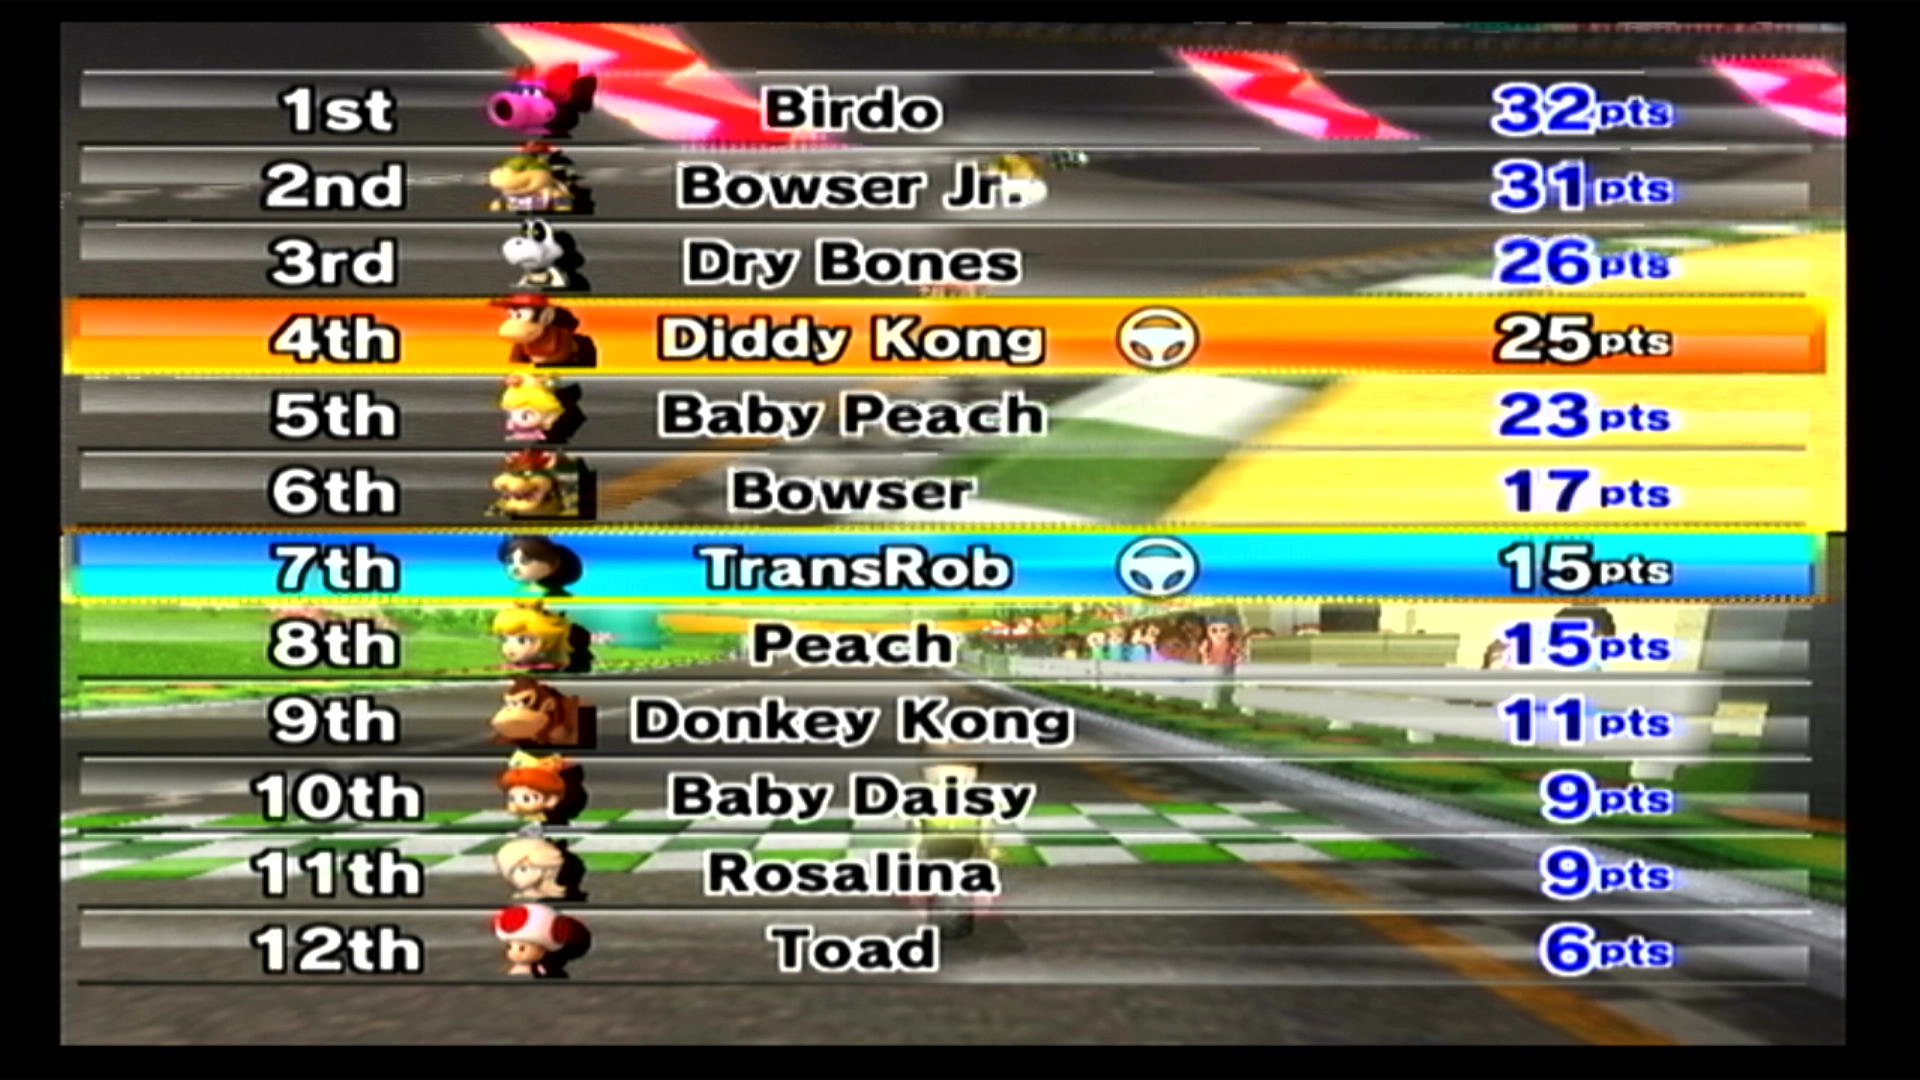 1st Birdo 32pts
2nd Bowser Jr. 31pts
3rd Dry Bones 26pts
4th Diddy Kong 25pts
5th Baby Peach 23pts
6th Bowser 17pts
7th TransRob 15pts
8th Peach 15pts
9th Donkey Kong 11pts
10th Baby Daisy 9pts
11th Rosalina 9pts
12th Toad 6pts